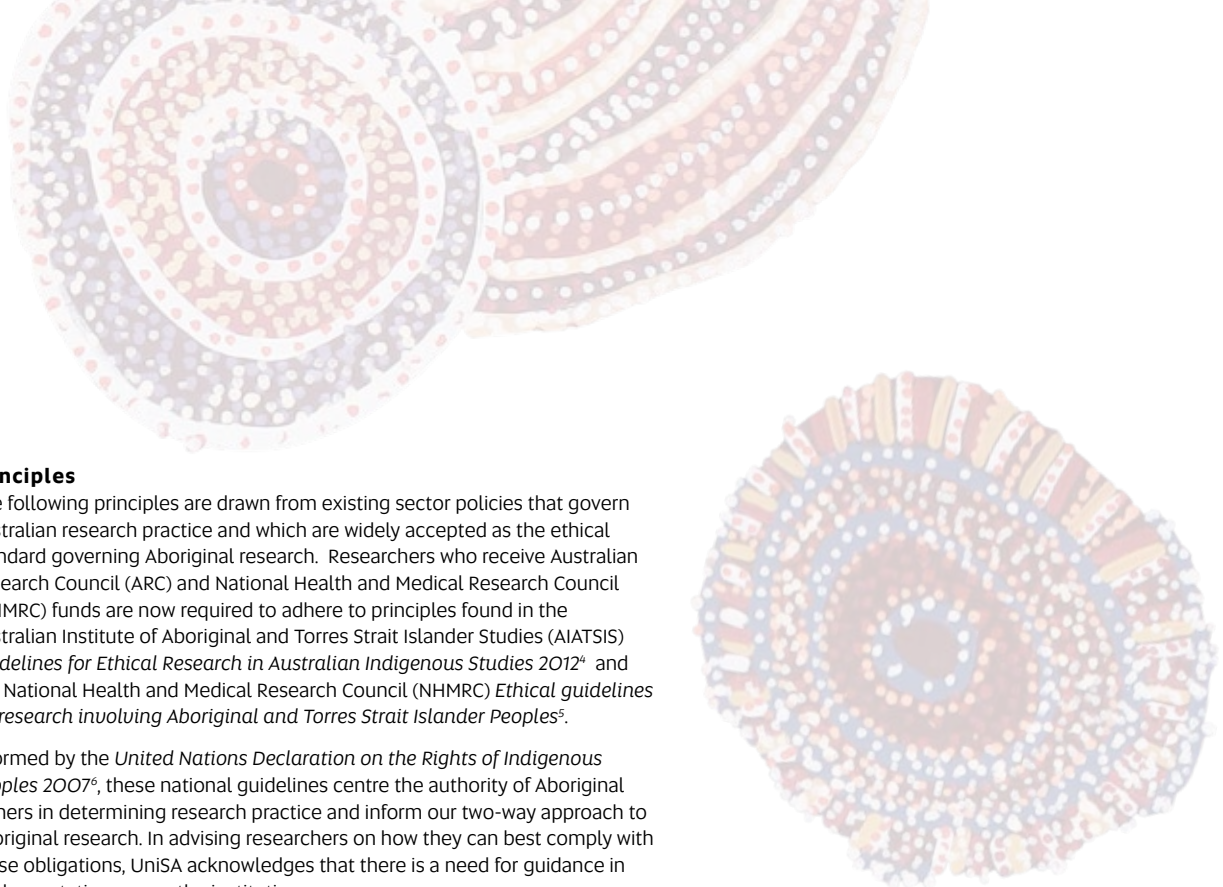 nciples
e following principles are drawn from existing sector policies that govern
stralian research practice and which are widely accepted as the ethical
ndard governing Aboriginal research. Researchers who receive Australian
earch Council (ARC) and National Health and Medical Research Council
HMRC) funds are now required to adhere to principles found in the
stralian Institute of Aboriginal and Torres Strait Islander Studies (AIATSIS)
delines for Ethical Research in Australian Indigenous Studies 2012⁴ and
National Health and Medical Research Council (NHMRC) Ethical guidelines
research involving Aboriginal and Torres Strait Islander Peoples⁵.
ormed by the United Nations Declaration on the Rights of Indigenous
ples 2007⁶, these national guidelines centre the authority of Aboriginal
ners in determining research practice and inform our two-way approach to
original research. In advising researchers on how they can best comply with
se obligations, UniSA acknowledges that there is a need for guidance in